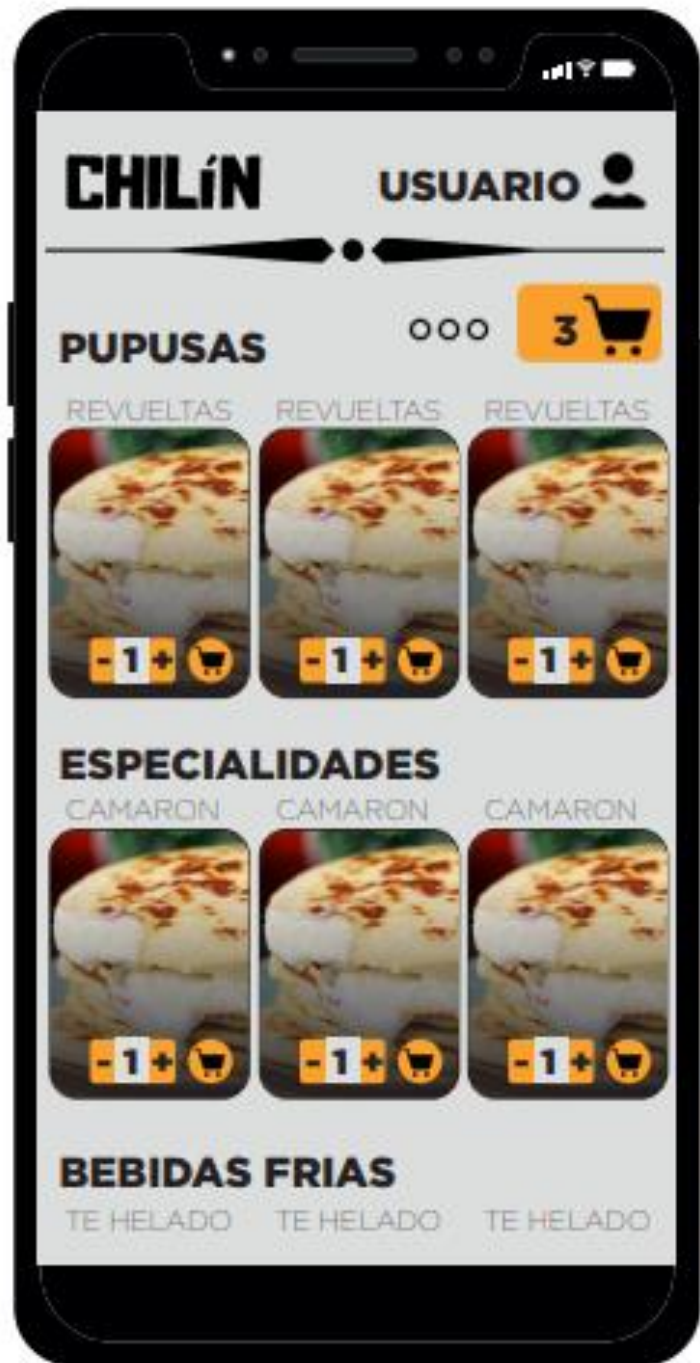 CHILíN
USUARIO
3
PUPUSAS
REVUELTAS REVUELTAS REVUELTAS
- 1 + - 1 + - 1 +
ESPECIALIDADES
CAMARON CAMARON CAMARON
- 1 + - 1 + - 1 +
BEBIDAS FRIAS
TE HELADO TE HELADO TE HELADO